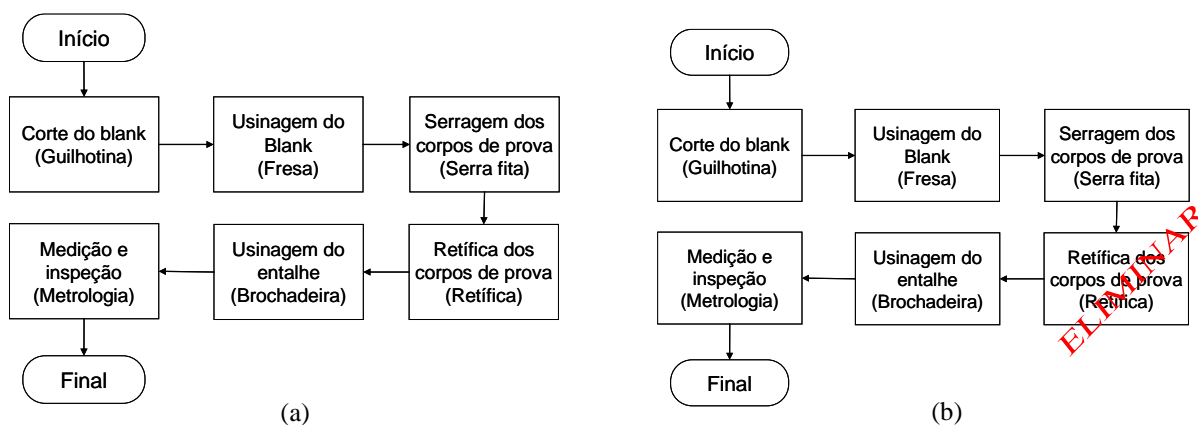 Início
Corte do blank
(Guilhotina)
Usinagem do
Blank
(Fresa)
Serragem dos
corpos de prova
(Serra fita)
Retífica dos
corpos de prova
(Retífica)
Usinagem do
entalhe
(Brochadeira)
Medição e
inspeção
(Metrologia)
Final
(a)
Início
Corte do blank
(Guilhotina)
Usinagem do
Blank
(Fresa)
Serragem dos
corpos de prova
(Serra fita)
Retífica dos
corpos de prova
(Retífica)
ELIMINAR
Usinagem do
entalhe
(Brochadeira)
Medição e
inspeção
(Metrologia)
Final
(b)